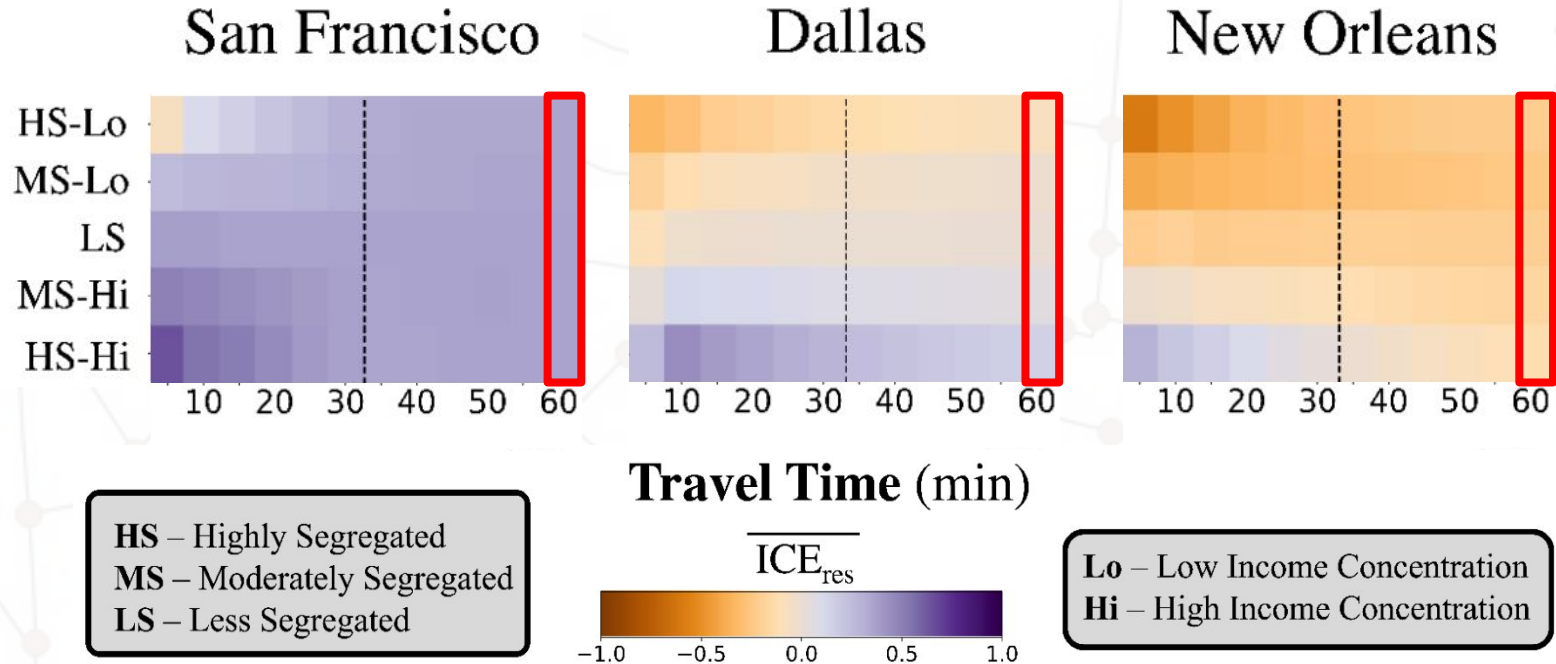 San Francisco
Dallas
New Orleans
HS-Lo
MS-Lo
LS
MS-Hi
HS-Hi
10 20 30 40 50 60
10 20 30 40 50 60
10 20 30 40 50 60
Travel Time (min)
ICE_res
−1.0 −0.5 0.0 0.5 1.0
HS – Highly Segregated
MS – Moderately Segregated
LS – Less Segregated
Lo – Low Income Concentration
Hi – High Income Concentration